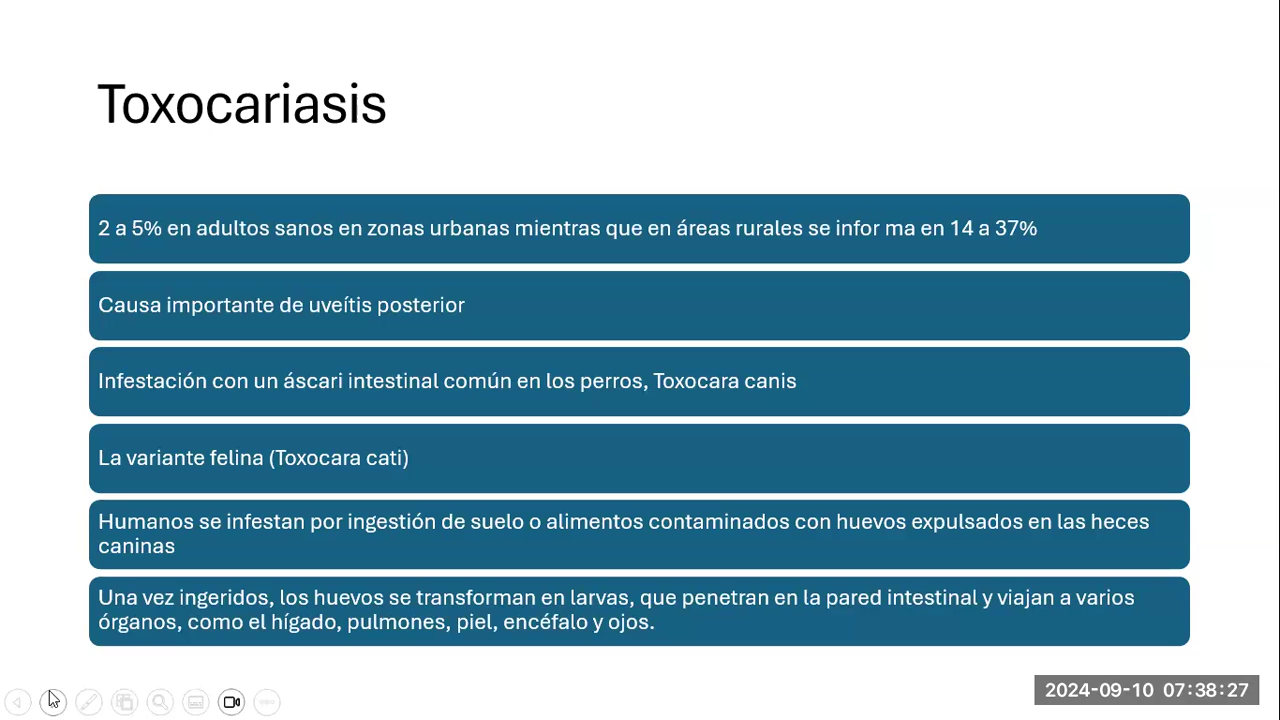 Toxocariasis
2 a 5% en adultos sanos en zonas urbanas mientras que en áreas rurales se infor ma en 14 a 37%
Causa importante de uveítis posterior
Infestación con un áscari intestinal común en los perros, Toxocara canis
La variante felina (Toxocara cati)
Humanos se infestan por ingestión de suelo o alimentos contaminados con huevos expulsados en las heces
caninas
Una vez ingeridos, los huevos se transforman en larvas, que penetran en la pared intestinal y viajan a varios
órganos, como el hígado, pulmones, piel, encéfalo y ojos.
2024-09-10 07:38:27